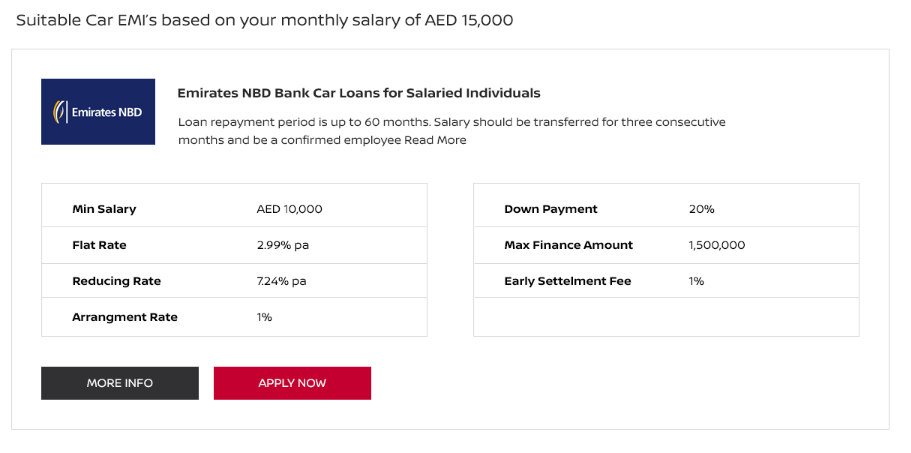 Suitable Car EMI's based on your monthly salary of AED 15,000
Emirates NBD
Emirates NBD Bank Car Loans for Salaried Individuals
Loan repayment period is up to 60 months. Salary should be transferred for three consecutive
months and be a confirmed employee Read More
Min Salary AED 10,000
Flat Rate 2.99% pa
Reducing Rate 7.24% pa
Arrangment Rate 1%
Down Payment 20%
Max Finance Amount 1,500,000
Early Settelment Fee 1%
MORE INFO
APPLY NOW